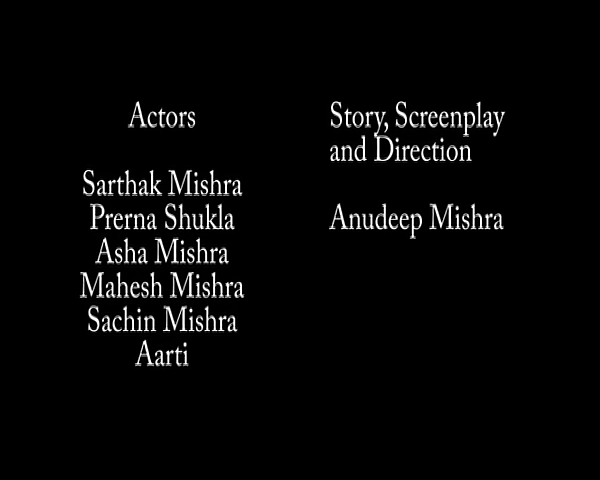 Actors
Sarthak Mishra
Prerna Shukla
Asha Mishra
Mahesh Mishra
Sachin Mishra
Aarti
Story, Screenplay
and Direction
Anudeep Mishra